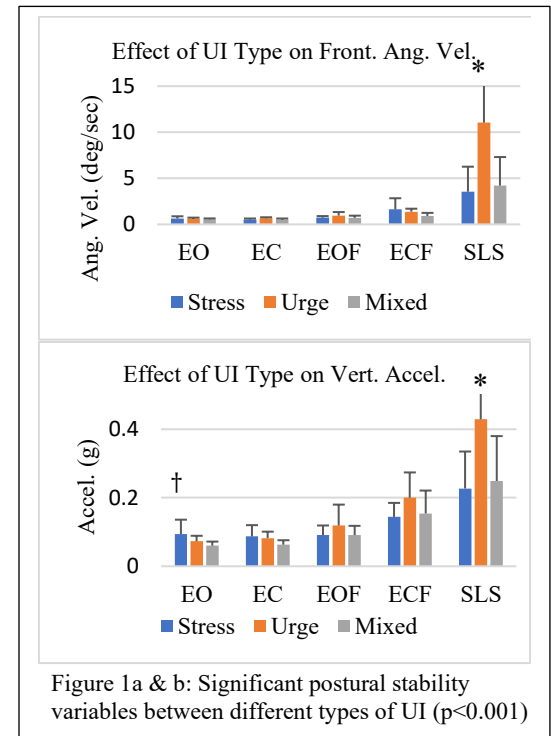 Effect of UI Type on Front. Ang. Vel.
*
15
10
5
0
Ang. Vel. (deg/sec)
EO EC EOF ECF SLS
Stress Urge Mixed
Effect of UI Type on Vert. Accel.
*
0.4
†
0.2
0
Accel. (g)
EO EC EOF ECF SLS
Stress Urge Mixed
Figure 1a & b: Significant postural stability
variables between different types of UI (p<0.001)